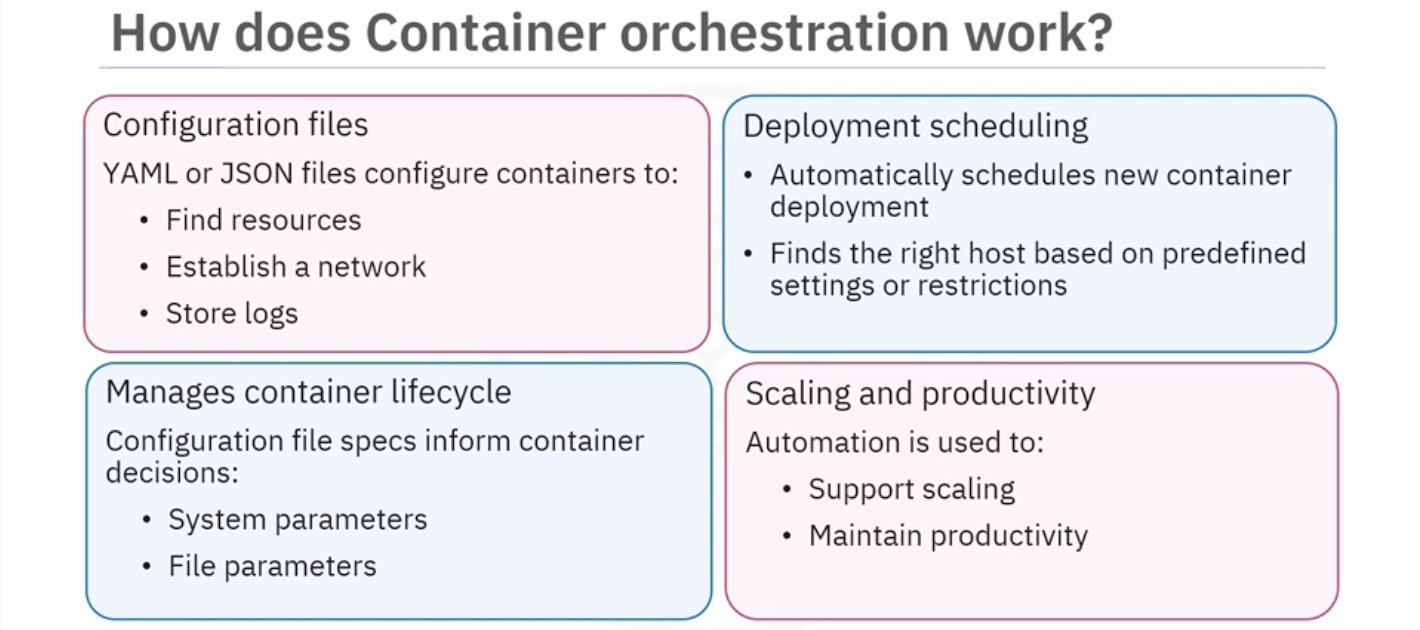 How does Container orchestration work?
Configuration files
YAML or JSON files configure containers to:
• Find resources
• Establish a network
• Store logs
Deployment scheduling
• Automatically schedules new container
deployment
• Finds the right host based on predefined
settings or restrictions
Manages container lifecycle
Configuration file specs inform container
decisions:
• System parameters
• File parameters
Scaling and productivity
Automation is used to:
• Support scaling
• Maintain productivity